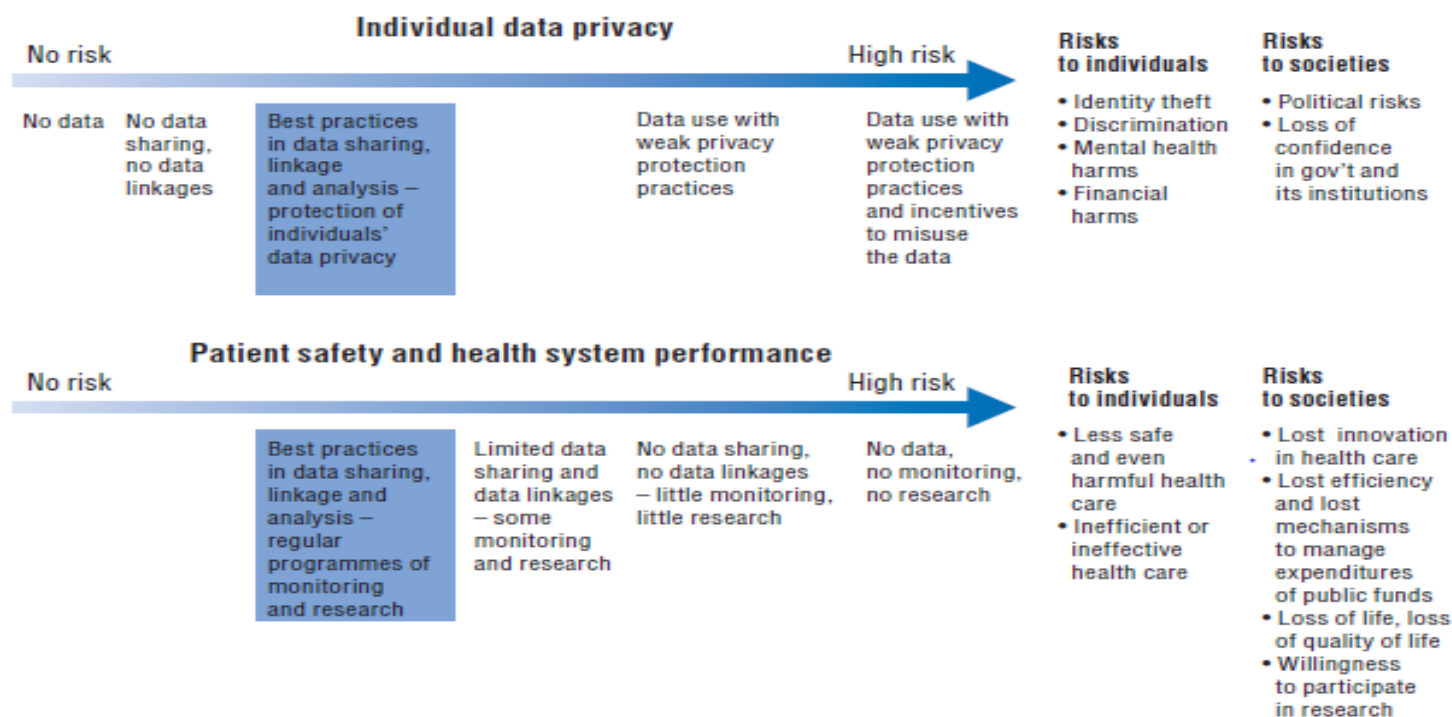 Individual data privacy
No risk
High risk
No data
No data
sharing,
no data
linkages
Best practices
in data sharing,
linkage
and analysis –
protection of
individuals’
data privacy
Data use with
weak privacy
protection
practices
Data use with
weak privacy
protection
practices
and incentives
to misuse
the data
Risks
to individuals
• Identity theft
• Discrimination
• Mental health
harms
• Financial
harms
Risks
to societies
• Political risks
• Loss of
confidence
in gov’t and
its institutions
Patient safety and health system performance
No risk
High risk
Best practices
in data sharing,
linkage and
analysis –
regular
programmes of
monitoring
and research
Limited data
sharing and
data linkages
– some
monitoring
and research
No data sharing,
no data linkages
– little monitoring,
little research
No data,
no monitoring,
no research
Risks
to individuals
• Less safe
and even
harmful health
care
• Inefficient or
ineffective
health care
Risks
to societies
• Lost innovation
in health care
• Lost efficiency
and lost
mechanisms
to manage
expenditures
of public funds
• Loss of life, loss
of quality of life
• Willingness
to participate
in research